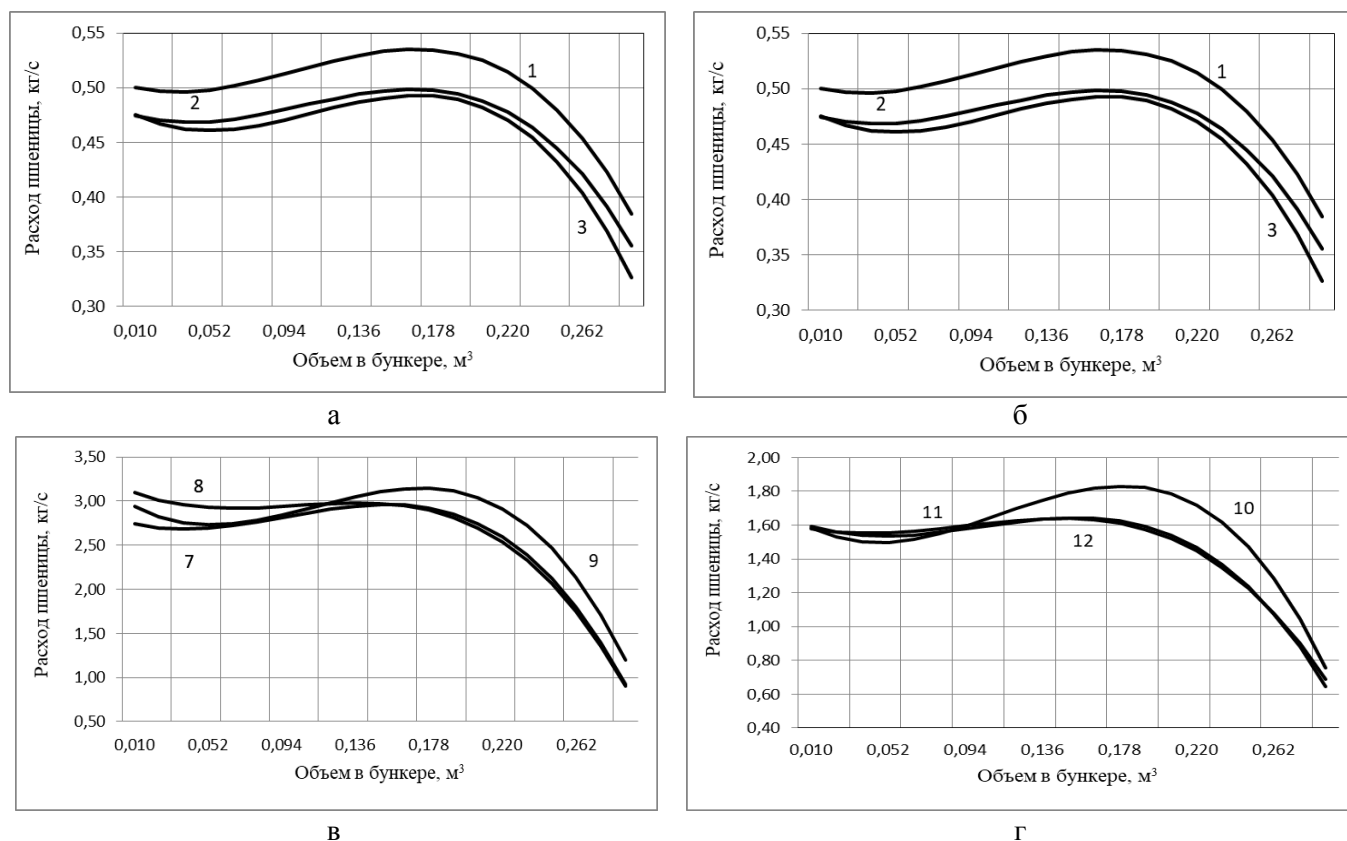 а
б
0,55
0,50
0,45
0,40
0,35
0,30
Расход пшеницы, кг/с
1
2
3
0,010 0,052 0,094 0,136 0,178 0,220 0,262
Объем в бункере, м³
а
0,55
0,50
0,45
0,40
0,35
0,30
Расход пшеницы, кг/с
1
2
3
0,010 0,052 0,094 0,136 0,178 0,220 0,262
Объем в бункере, м³
б
3,50
3,00
2,50
2,00
1,50
1,00
0,50
Расход пшеницы, кг/с
8
7
9
0,010 0,052 0,094 0,136 0,178 0,220 0,262
Объем в бункере, м³
в
2,00
1,80
1,60
1,40
1,20
1,00
0,80
0,60
0,40
Расход пшеницы, кг/с
10
11
12
0,010 0,052 0,094 0,136 0,178 0,220 0,262
Объем в бункере, м³
г